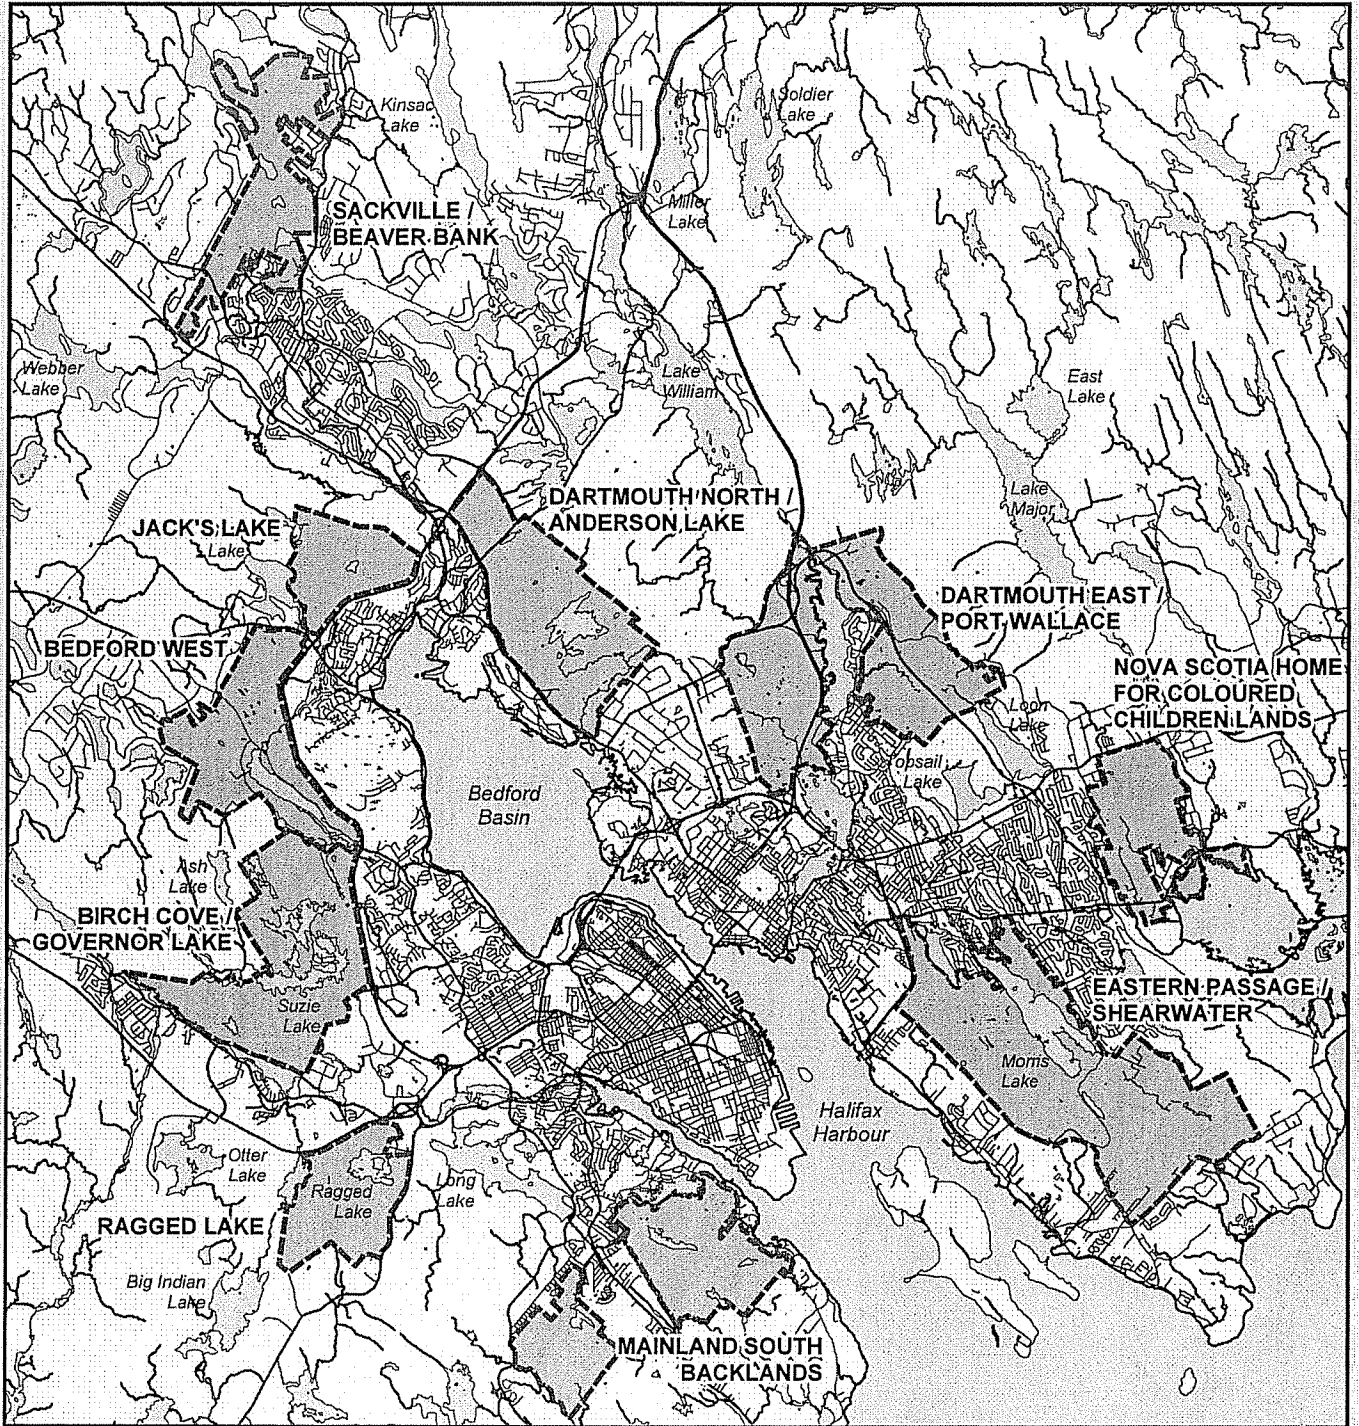 Kinsac
Lake
Soldier
Lake
Miller
Lake
SACKVILLE /
BEAVER BANK
Webber
Lake
Lake
William
East
Lake
Lake
Major
DARTMOUTH NORTH /
ANDERSON LAKE
JACK'S LAKE
Lake
DARTMOUTH EAST /
PORT WALLACE
BEDFORD WEST
NOVA SCOTIA HOME
FOR COLOURED
CHILDREN LANDS
Loon
Lake
Topsail
Lake
Bedford
Basin
Ash
Lake
BIRCH COVE /
GOVERNOR LAKE
Suzie
Lake
EASTERN PASSAGE /
SHEARWATER
Morris
Lake
Halifax
Harbour
Otter
Lake
Ragged
Lake
Long
Lake
RAGGED LAKE
Big Indian
Lake
MAINLAND SOUTH
BACKLANDS